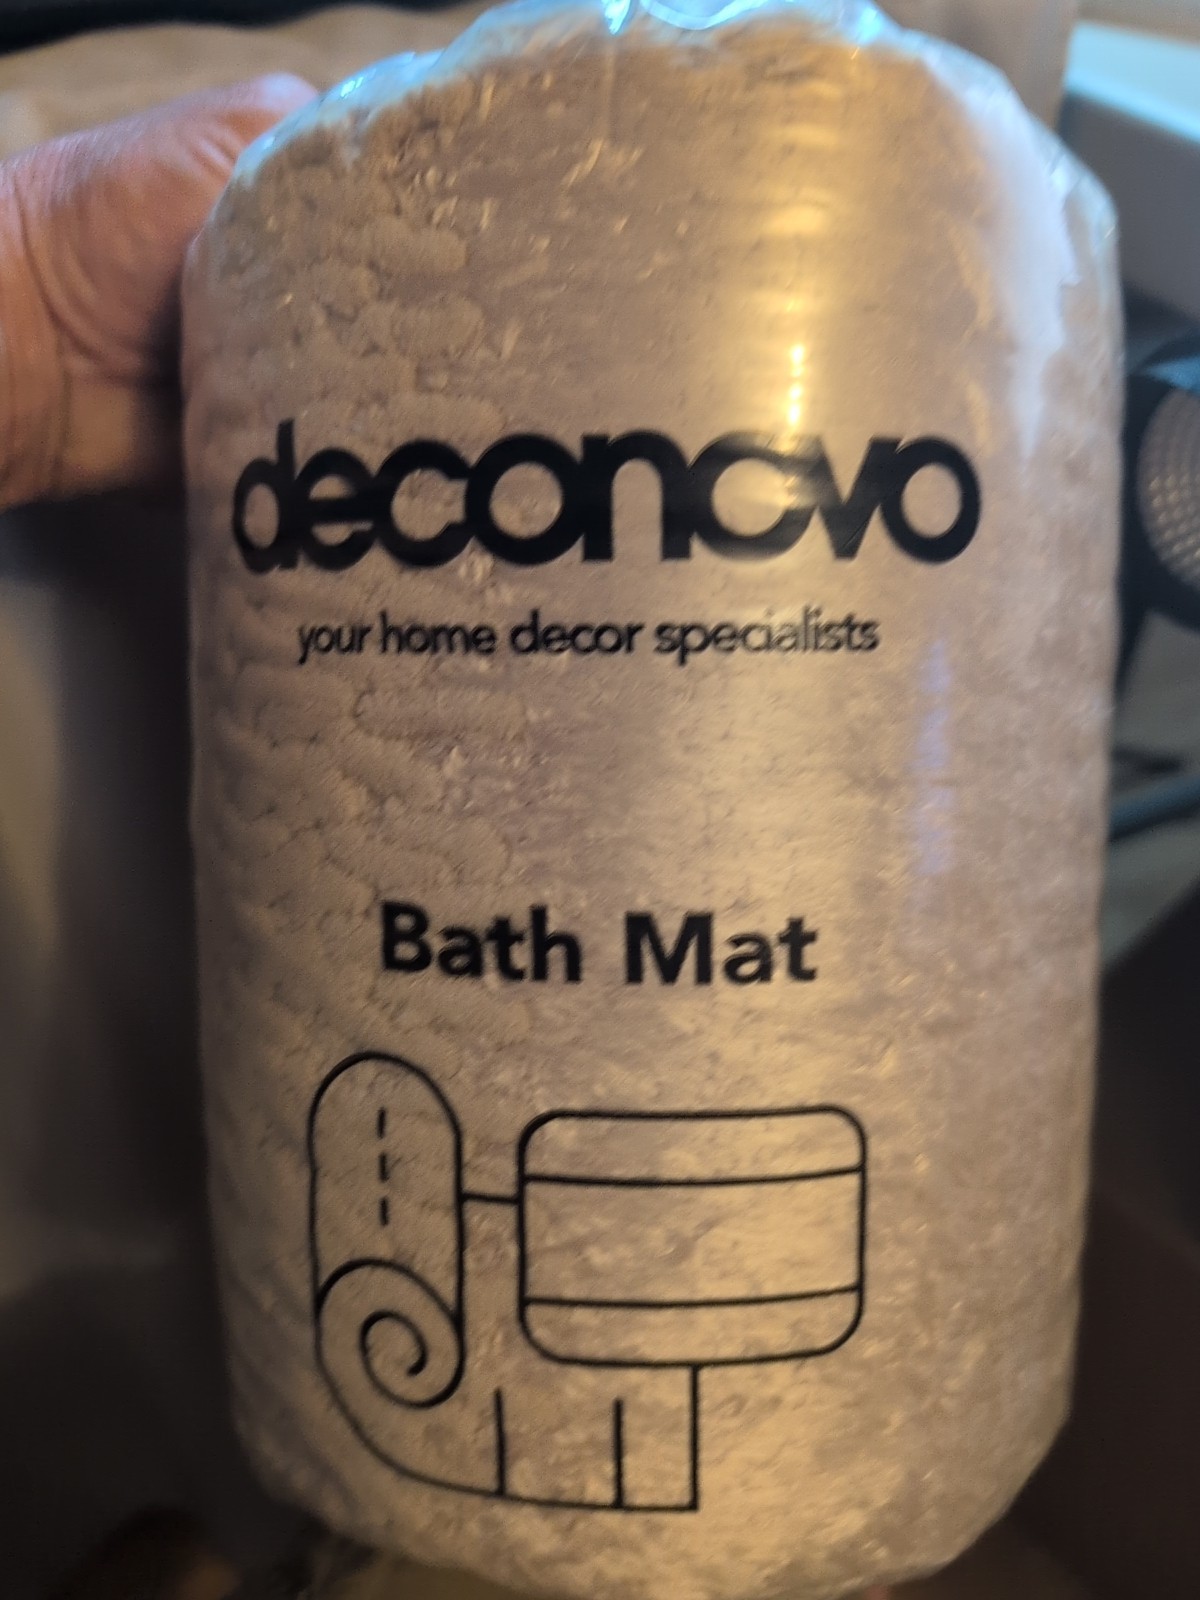 deconovo
your home decor specialists
Bath Mat